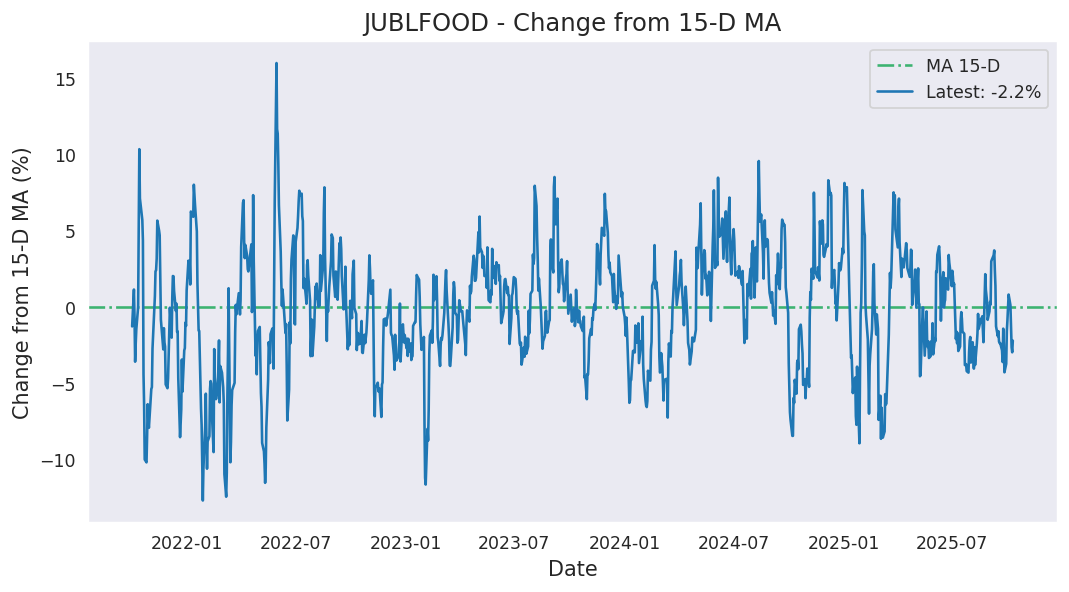 JUBLFOOD - Change from 15-D MA
MA 15-D
Latest: -2.2%
Change from 15-D MA (%)
15
10
5
0
−5
−10
2022-01
2022-07
2023-01
2023-07
2024-01
2024-07
2025-01
2025-07
Date